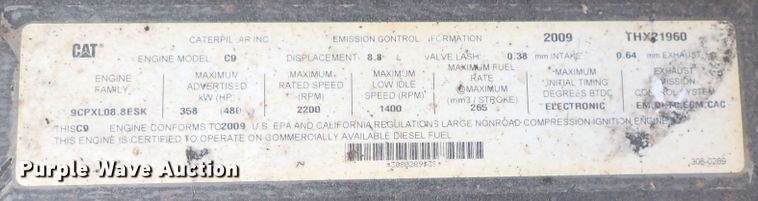 CAT
CATERPILLAR INC. EMISSION CONTROL INFORMATION 2009 THX21960
ENGINE MODEL C9 DISPLACEMENT 8.8 L VALVE LASH 0.38 mm INTAKE 0.64 mm EXHAUST
ENGINE FAMILY
MAXIMUM ADVERTISED kW (HP)
MAXIMUM RATED SPEED (RPM)
MAXIMUM LOW IDLE SPEED (RPM)
MAXIMUM FUEL RATE (mm3 / STROKE)
MAXIMUM INITIAL TIMING DEGREES BTDC
EXHAUST EMISSION CONTROL SYSTEM
9CPXL08.8ESK 358 (480) 2200 1400 265 ELECTRONIC
THIS C9 ENGINE CONFORMS TO 2009 U.S. EPA AND CALIFORNIA REGULATIONS LARGE NONROAD COMPRESSION IGNITION ENGINES
THIS ENGINE IS CERTIFIED TO OPERATE ON COMMERCIALLY AVAILABLE DIESEL FUEL
308-0289
Purple Wave Auction